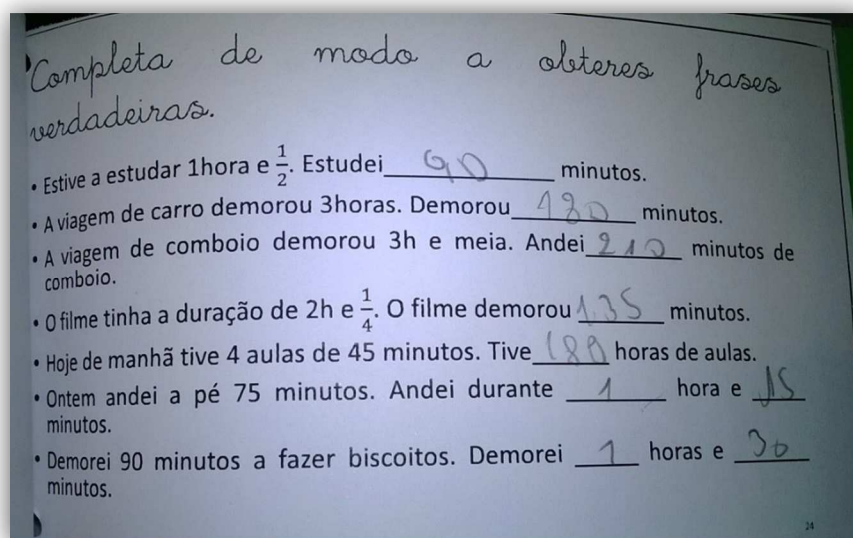 Completa de modo a obteres frases
verdadeiras.
• Estive a estudar 1hora e 1/2. Estudei 90 minutos.
• A viagem de carro demorou 3horas. Demorou 180 minutos.
• A viagem de comboio demorou 3h e meia. Andei 210 minutos de
comboio.
• O filme tinha a duração de 2h e 1/4. O filme demorou 135 minutos.
• Hoje de manhã tive 4 aulas de 45 minutos. Tive 180 horas de aulas.
• Ontem andei a pé 75 minutos. Andei durante 1 hora e 15
minutos.
• Demorei 90 minutos a fazer biscoitos. Demorei 1 horas e 30
minutos.
24